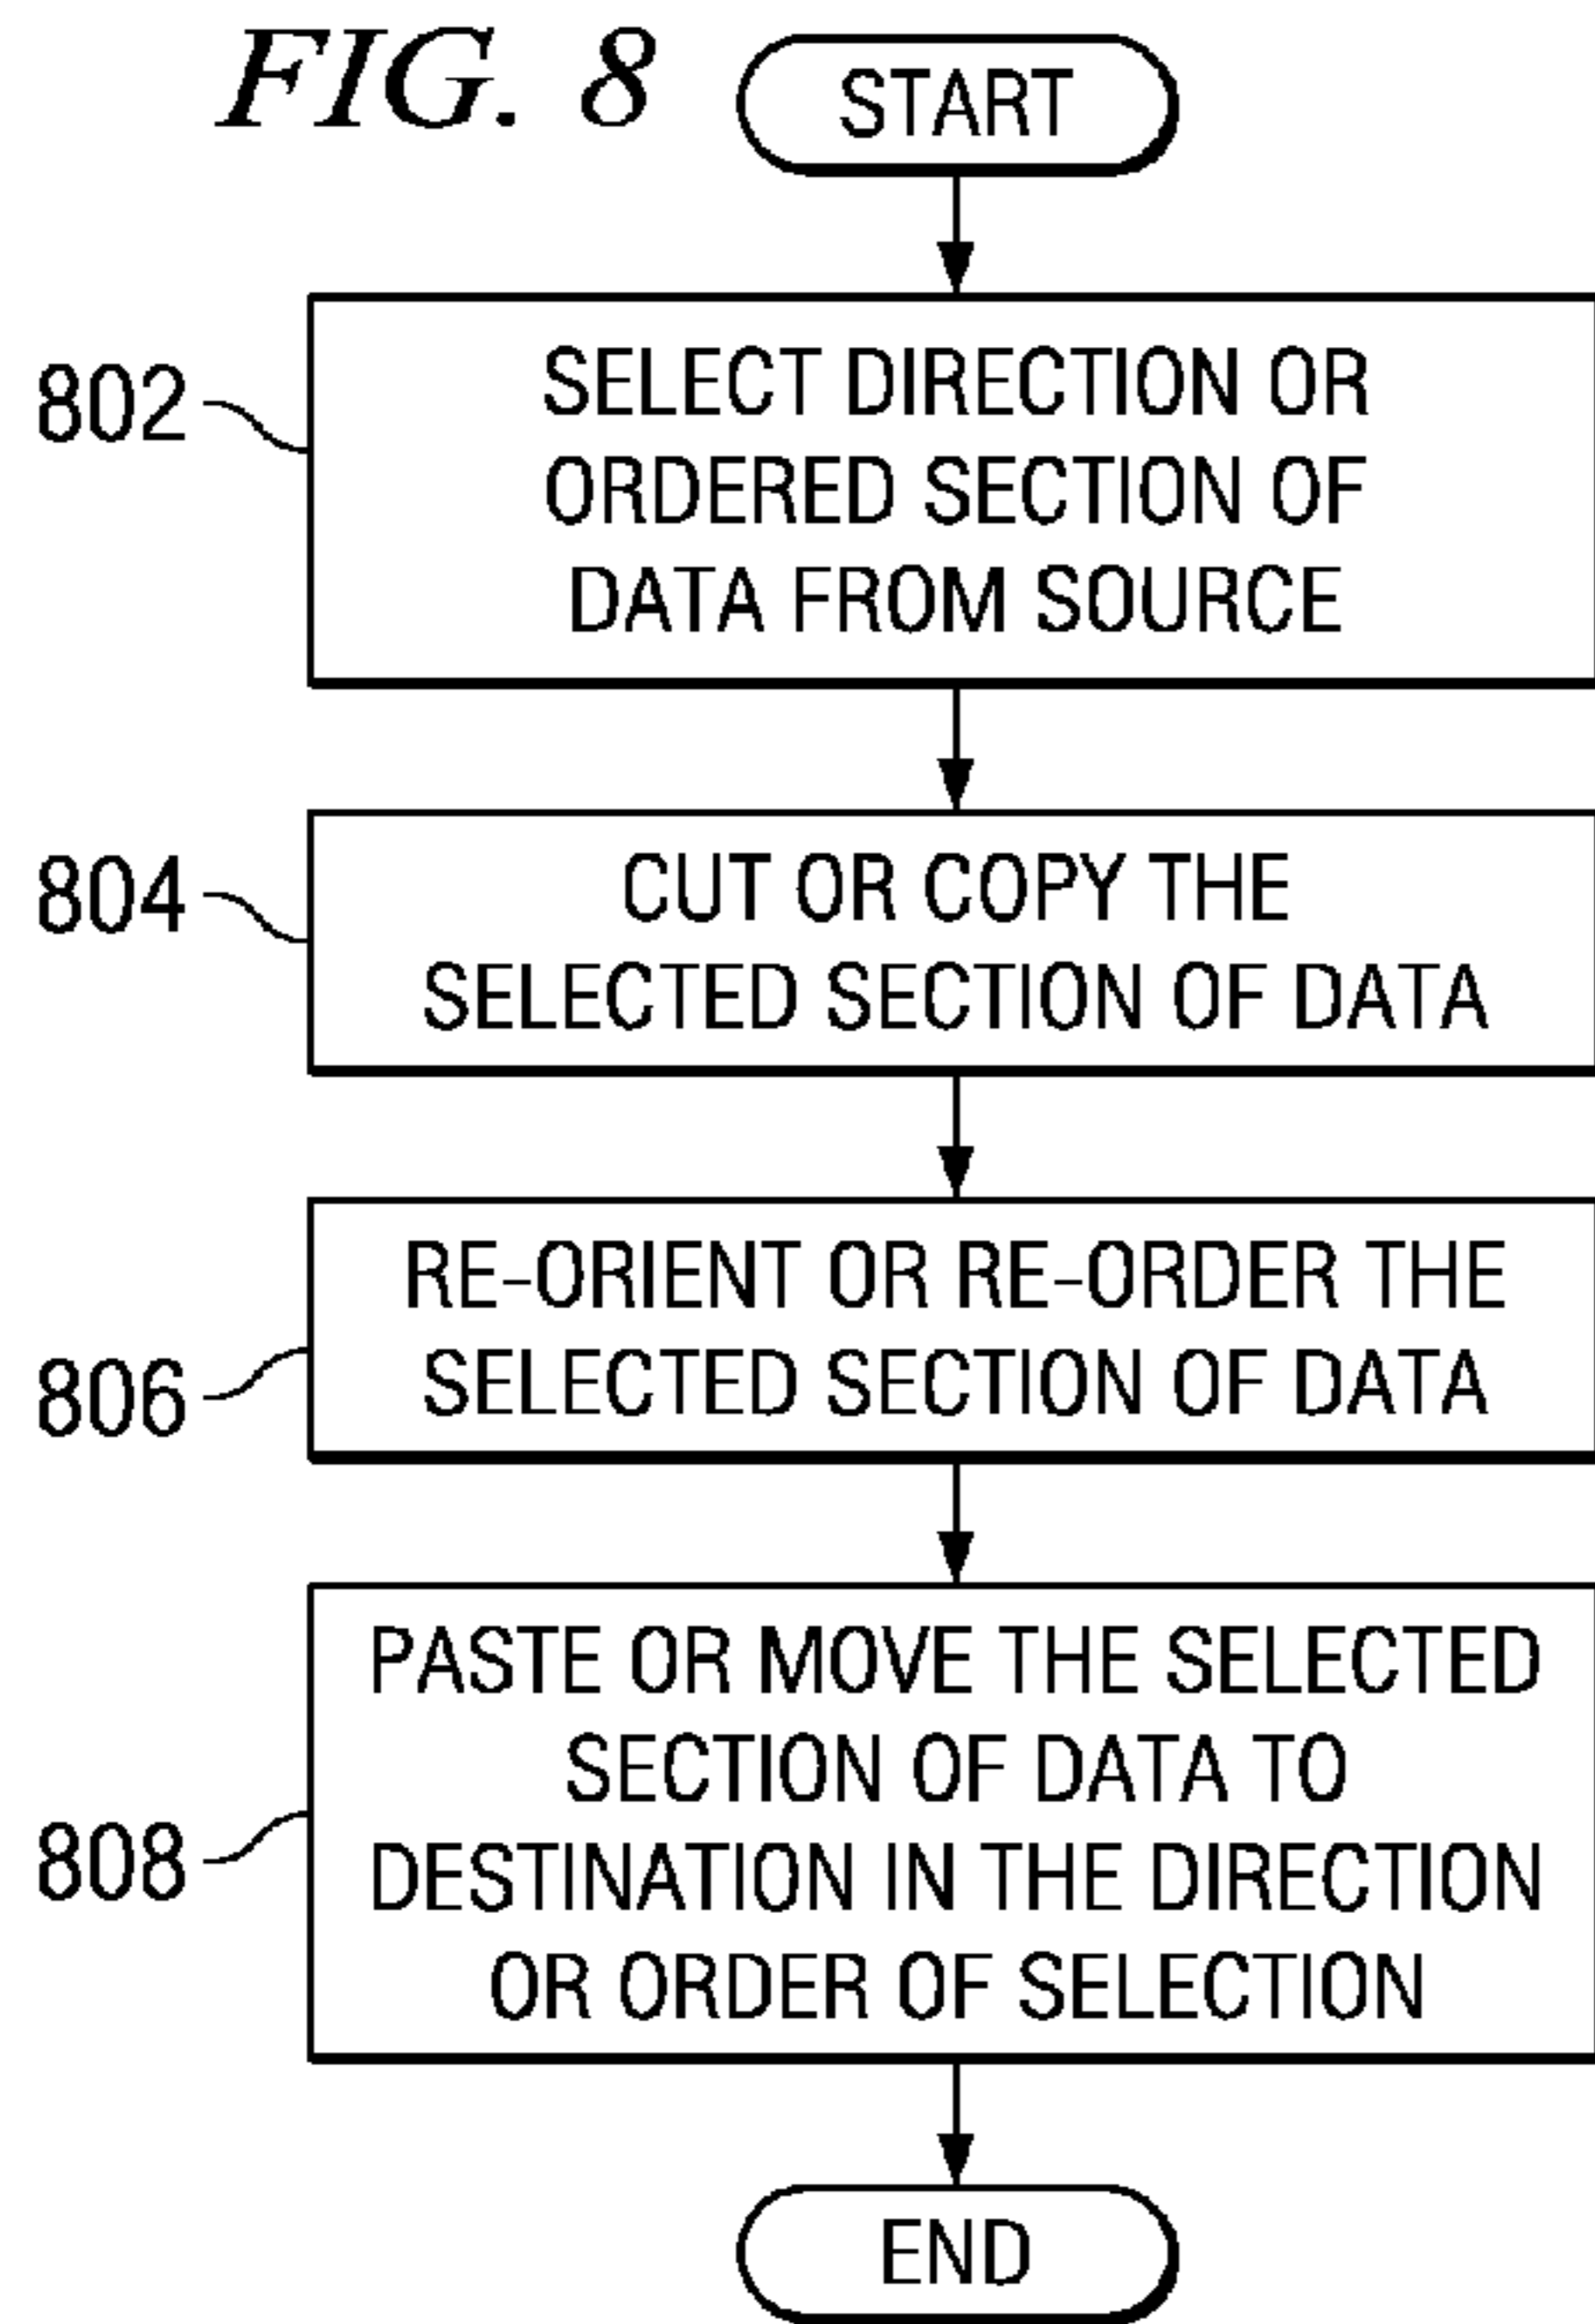 FIG. 8
START
802
SELECT DIRECTION OR
ORDERED SECTION OF
DATA FROM SOURCE
804
CUT OR COPY THE
SELECTED SECTION OF DATA
806
RE-ORIENT OR RE-ORDER THE
SELECTED SECTION OF DATA
808
PASTE OR MOVE THE SELECTED
SECTION OF DATA TO
DESTINATION IN THE DIRECTION
OR ORDER OF SELECTION
END